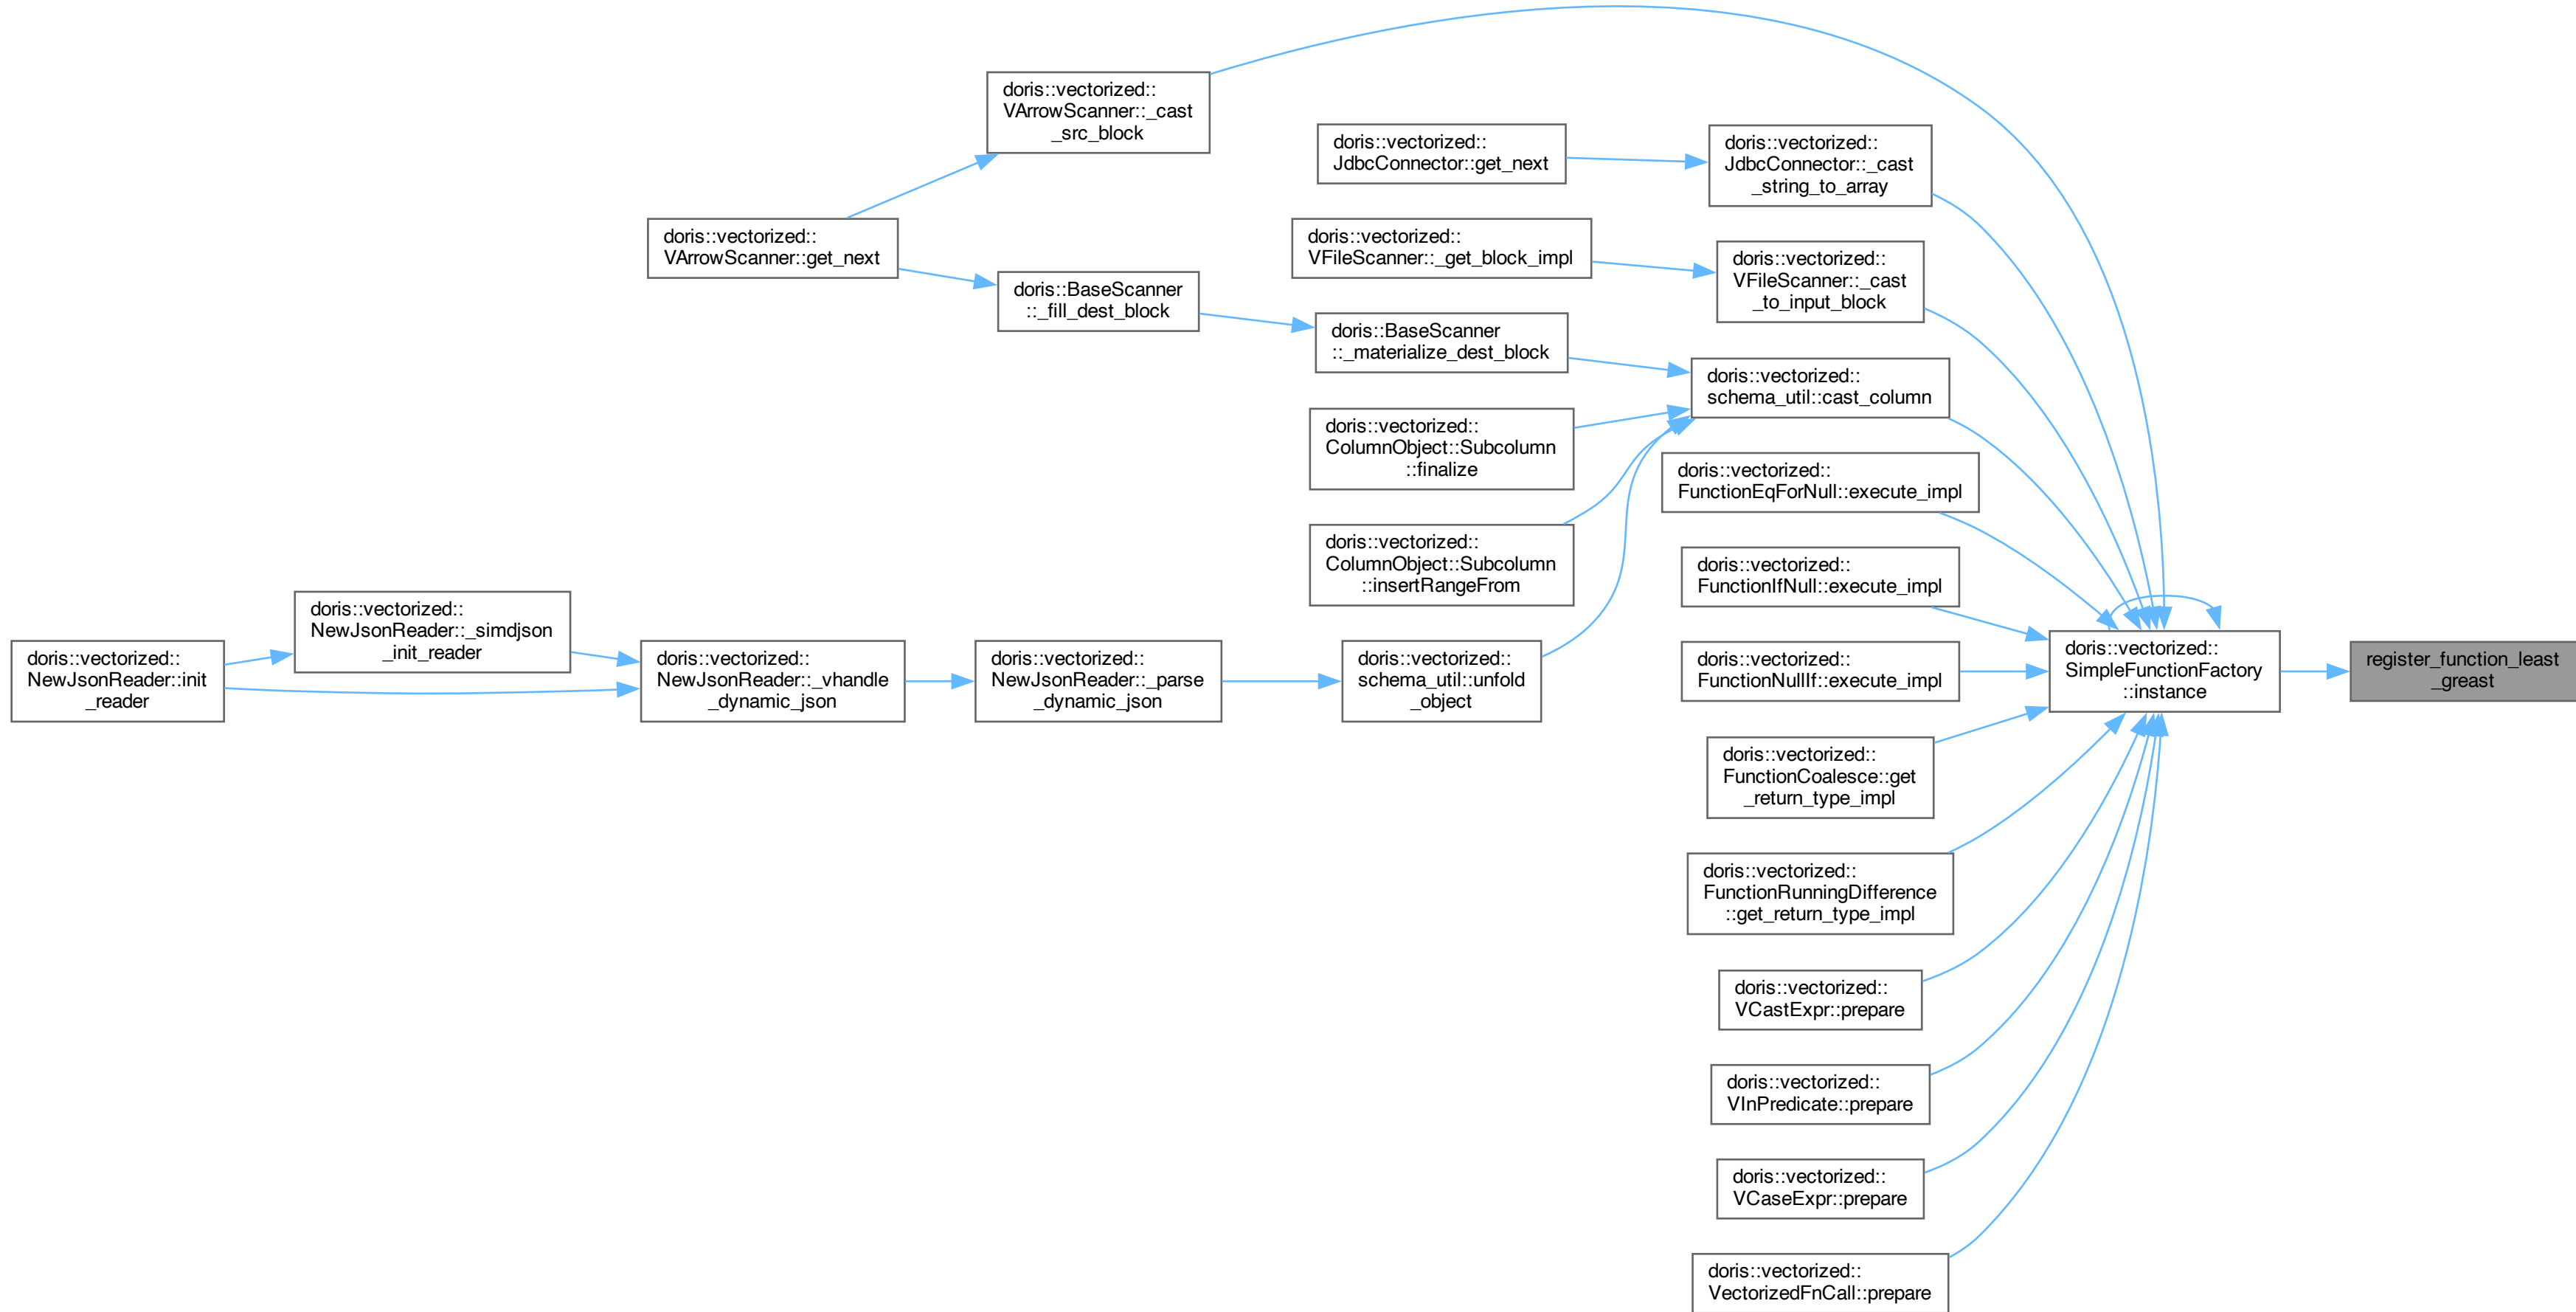 doris::vectorized::
VArrowScanner::_cast
_src_block
doris::vectorized::
JdbcConnector::get_next
doris::vectorized::
JdbcConnector::_cast
_string_to_array
doris::vectorized::
VArrowScanner::get_next
doris::vectorized::
VFileScanner::_get_block_impl
doris::vectorized::
VFileScanner::_cast
_to_input_block
doris::BaseScanner
::_fill_dest_block
doris::BaseScanner
::_materialize_dest_block
doris::vectorized::
schema_util::cast_column
doris::vectorized::
ColumnObject::Subcolumn
::finalize
doris::vectorized::
FunctionEqForNull::execute_impl
doris::vectorized::
ColumnObject::Subcolumn
::insertRangeFrom
doris::vectorized::
FunctionIfNull::execute_impl
doris::vectorized::
NewJsonReader::_simdjson
_init_reader
doris::vectorized::
NewJsonReader::init
_reader
doris::vectorized::
NewJsonReader::_vhandle
_dynamic_json
doris::vectorized::
NewJsonReader::_parse
_dynamic_json
doris::vectorized::
schema_util::unfold
_object
doris::vectorized::
FunctionNullIf::execute_impl
doris::vectorized::
SimpleFunctionFactory
::instance
register_function_least
_greast
doris::vectorized::
FunctionCoalesce::get
_return_type_impl
doris::vectorized::
FunctionRunningDifference
::get_return_type_impl
doris::vectorized::
VCastExpr::prepare
doris::vectorized::
VInPredicate::prepare
doris::vectorized::
VCaseExpr::prepare
doris::vectorized::
VectorizedFnCall::prepare